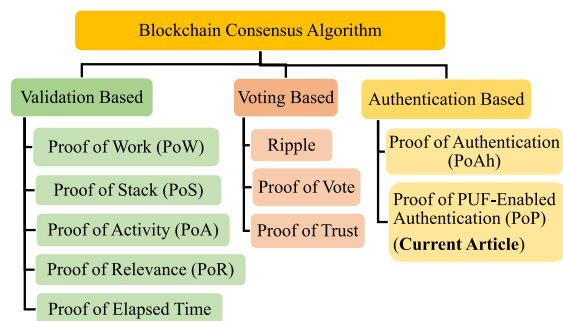 Blockchain Consensus Algorithm
Validation Based
Proof of Work (PoW)
Proof of Stack (PoS)
Proof of Activity (PoA)
Proof of Relevance (PoR)
Proof of Elapsed Time
Voting Based
Ripple
Proof of Vote
Proof of Trust
Authentication Based
Proof of Authentication
(PoAh)
Proof of PUF-Enabled
Authentication (PoP)
(Current Article)